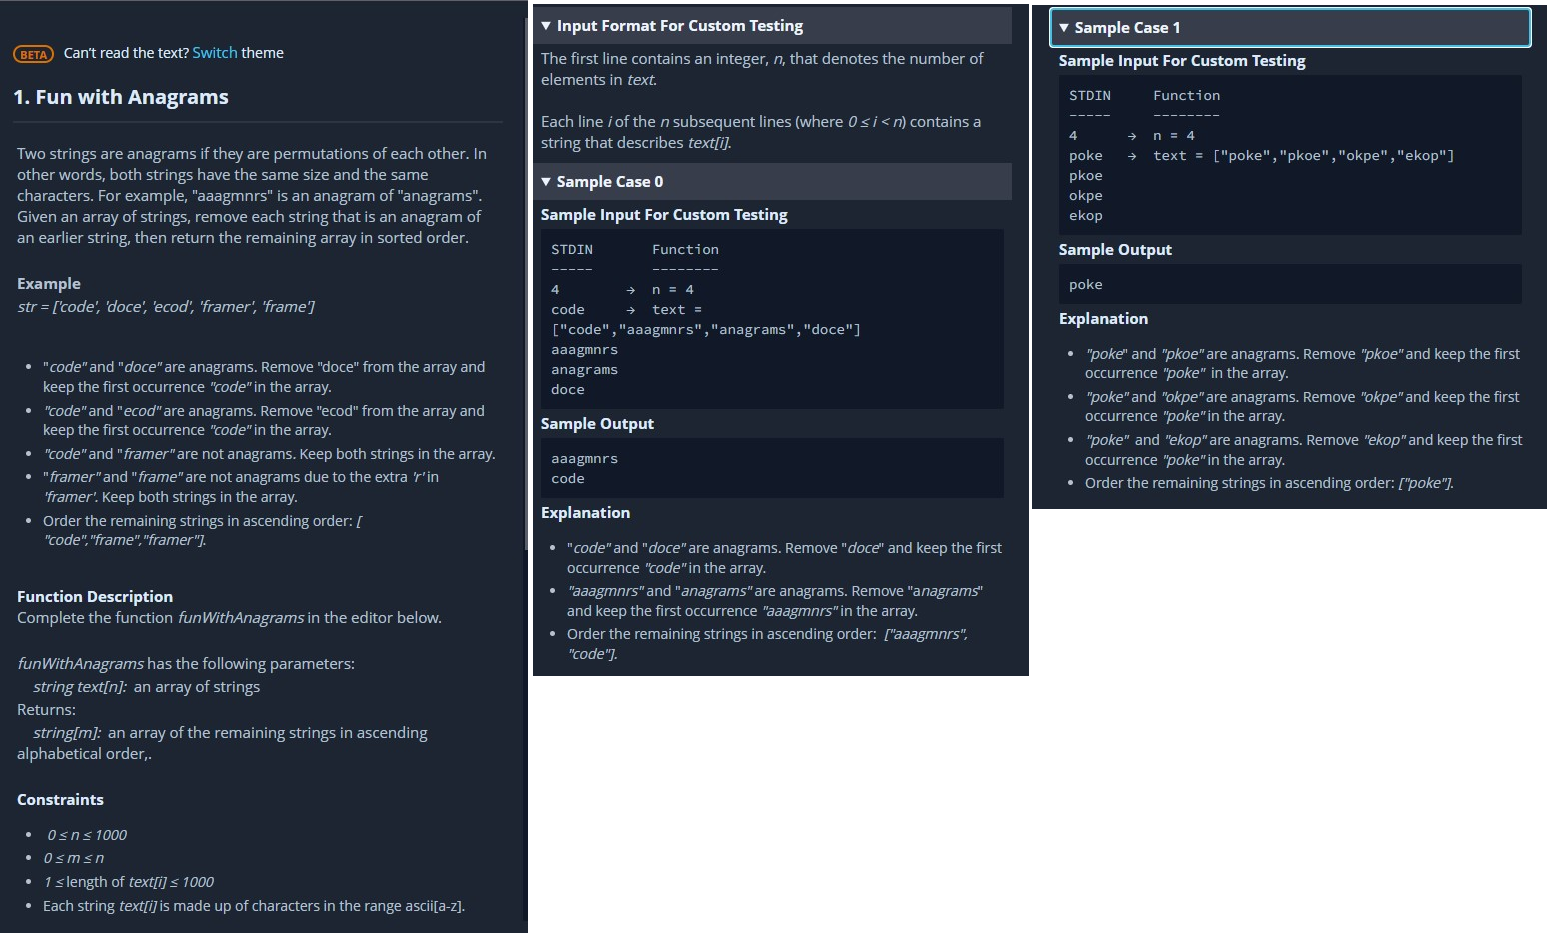 BETA Can't read the text? Switch theme
1. Fun with Anagrams
Two strings are anagrams if they are permutations of each other. In
other words, both strings have the same size and the same
characters. For example, "aaagmnrs" is an anagram of "anagrams".
Given an array of strings, remove each string that is an anagram of
an earlier string, then return the remaining array in sorted order.
Example
str = ['code', 'doce', 'ecod', 'framer', 'frame']
• "code" and "doce" are anagrams. Remove "doce" from the array and
keep the first occurrence "code" in the array.
• "code" and "ecod" are anagrams. Remove "ecod" from the array and
keep the first occurrence "code" in the array.
• "code" and "framer" are not anagrams. Keep both strings in the array.
• "framer" and "frame" are not anagrams due to the extra 'r' in
'framer'. Keep both strings in the array.
• Order the remaining strings in ascending order: [
"code","frame","framer"].
Function Description
Complete the function funWithAnagrams in the editor below.
funWithAnagrams has the following parameters:
string text[n]: an array of strings
Returns:
string[m]: an array of the remaining strings in ascending
alphabetical order,.
Constraints
• 0 ≤ n ≤ 1000
• 0 ≤ m ≤ n
• 1 ≤ length of text[i] ≤ 1000
• Each string text[i] is made up of characters in the range ascii[a-z].
▼ Input Format For Custom Testing
The first line contains an integer, n, that denotes the number of
elements in text.
Each line i of the n subsequent lines (where 0 ≤ i < n) contains a
string that describes text[i].
▼ Sample Case 0
Sample Input For Custom Testing
STDIN Function
----- --------
4 → n = 4
code → text =
["code","aaagmnrs","anagrams","doce"]
aaagmnrs
anagrams
doce
Sample Output
aaagmnrs
code
Explanation
• "code" and "doce" are anagrams. Remove "doce" and keep the first
occurrence "code" in the array.
• "aaagmnrs" and "anagrams" are anagrams. Remove "anagrams"
and keep the first occurrence "aaagmnrs" in the array.
• Order the remaining strings in ascending order: ["aaagmnrs",
"code"].
▼ Sample Case 1
Sample Input For Custom Testing
STDIN Function
----- --------
4 → n = 4
poke → text = ["poke","pkoe","okpe","ekop"]
pkoe
okpe
ekop
Sample Output
poke
Explanation
• "poke" and "pkoe" are anagrams. Remove "pkoe" and keep the first
occurrence "poke" in the array.
• "poke" and "okpe" are anagrams. Remove "okpe" and keep the first
occurrence "poke" in the array.
• "poke" and "ekop" are anagrams. Remove "ekop" and keep the first
occurrence "poke" in the array.
• Order the remaining strings in ascending order: ["poke"].